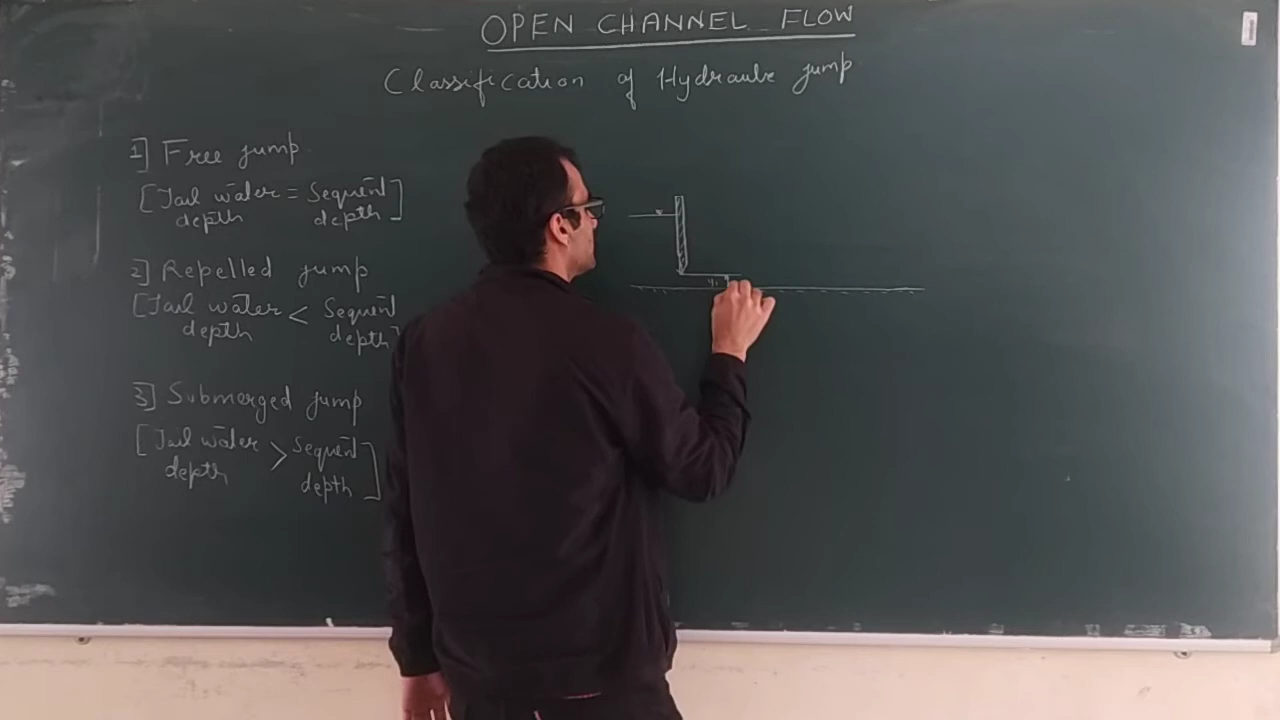 OPEN CHANNEL FLOW
Classification of Hydraulic jump
1] Free jump
[Tail water = Sequent]
depth depth
2] Repelled jump
[Tail water < Sequent
depth depth]
3] Submerged jump
[Tail water > Sequent]
depth depth
y₁